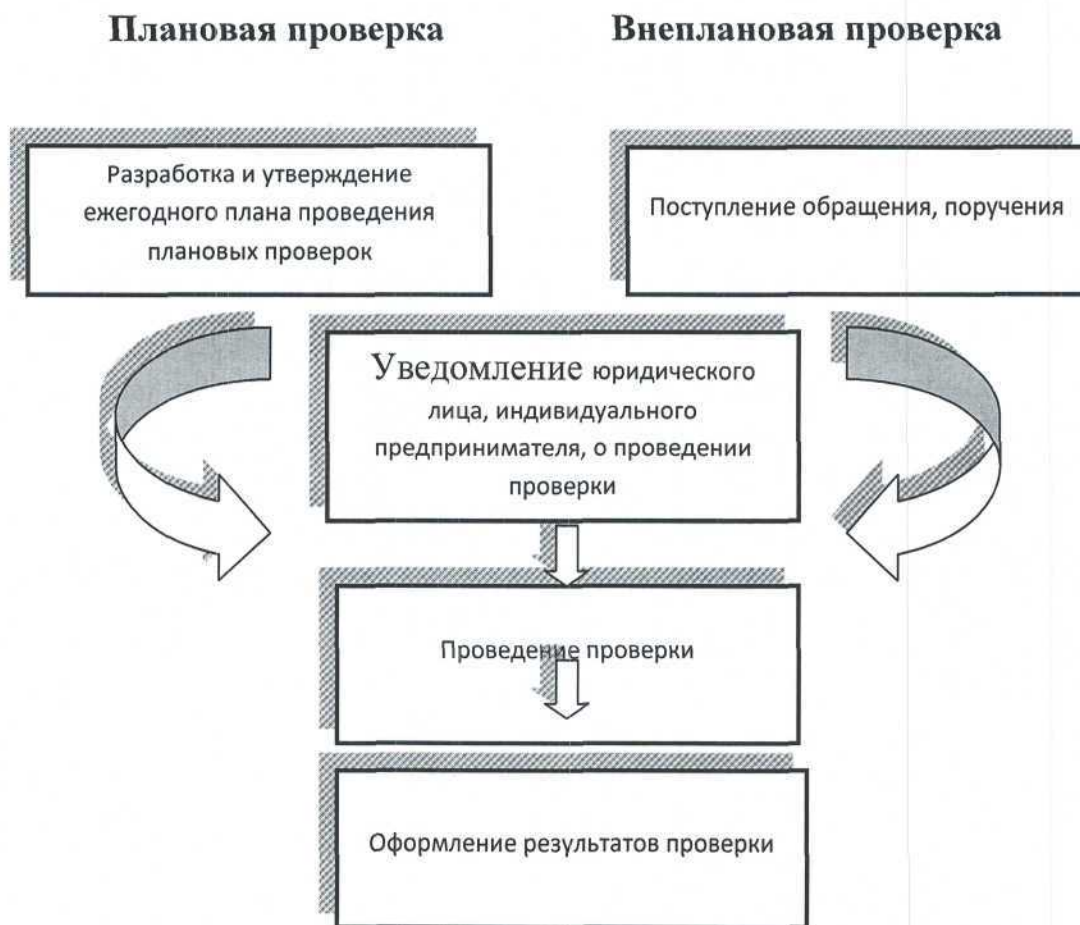 Плановая проверка
Внеплановая проверка
Разработка и утверждение
ежегодного плана проведения
плановых проверок
Поступление обращения, поручения
Уведомление юридического
лица, индивидуального
предпринимателя, о проведении
проверки
Проведение проверки
Оформление результатов проверки